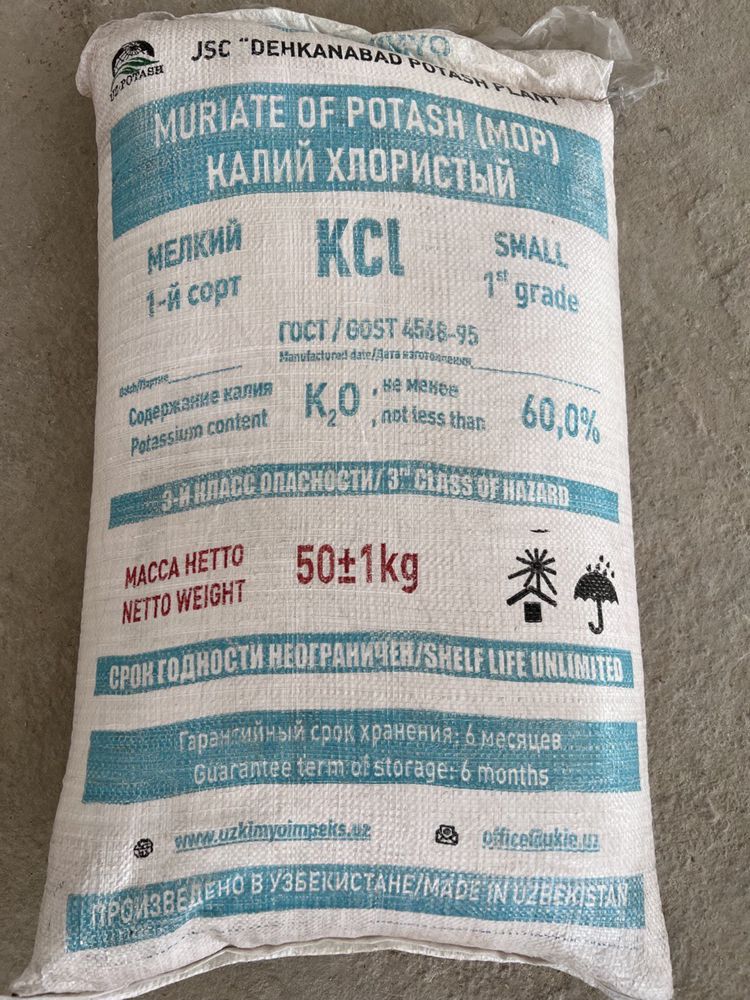 UZ-POTASH
JSC "DEHKANABAD POTASH PLANT"
MURIATE OF POTASH (MOP)
КАЛИЙ ХЛОРИСТЫЙ
МЕЛКИЙ
1-й сорт
KCl
SMALL
1st grade
ГОСТ / GOST 4568-95
Manufactured date/Дата изготовления
Batch/Партия
Содержание калия
Potassium content
K2O
, не менее
, not less than
60,0%
3-й КЛАСС ОПАСНОСТИ/ 3rd CLASS OF HAZARD
МАССА НЕТТО
NETTO WEIGHT
50±1kg
СРОК ГОДНОСТИ НЕОГРАНИЧЕН/SHELF LIFE UNLIMITED
Гарантийный срок хранения: 6 месяцев
Guarantee term of storage: 6 months
www.uzkimyoimpeks.uz
office@ukie.uz
ПРОИЗВЕДЕНО В УЗБЕКИСТАНЕ/MADE IN UZBEKISTAN